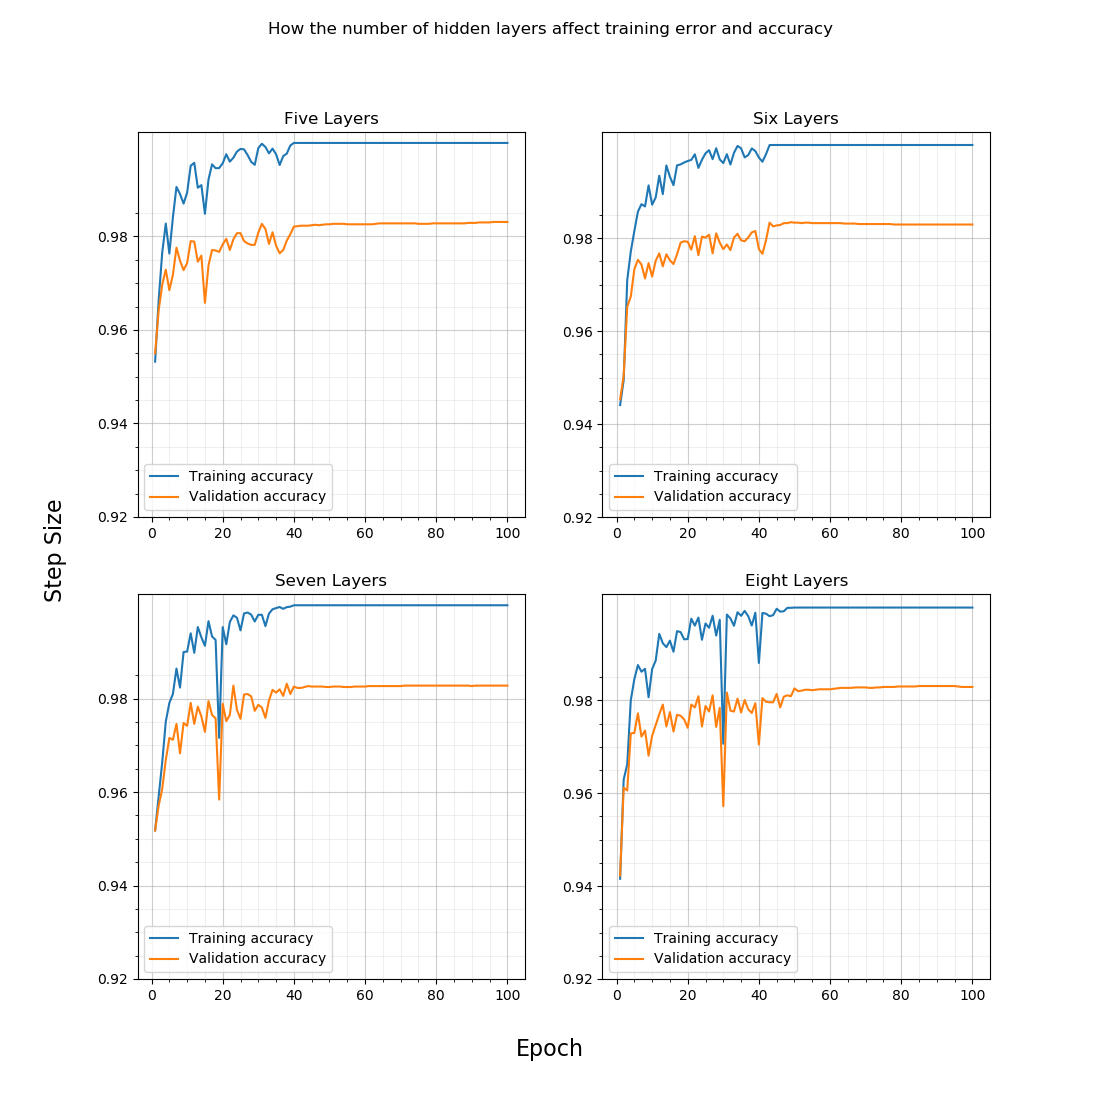 How the number of hidden layers affect training error and accuracy
Five Layers
0.98
0.96
0.94
0.92
Training accuracy
Validation accuracy
0 20 40 60 80 100
Six Layers
0.98
0.96
0.94
0.92
Training accuracy
Validation accuracy
0 20 40 60 80 100
Step Size
Seven Layers
0.98
0.96
0.94
0.92
Training accuracy
Validation accuracy
0 20 40 60 80 100
Eight Layers
0.98
0.96
0.94
0.92
Training accuracy
Validation accuracy
0 20 40 60 80 100
Epoch